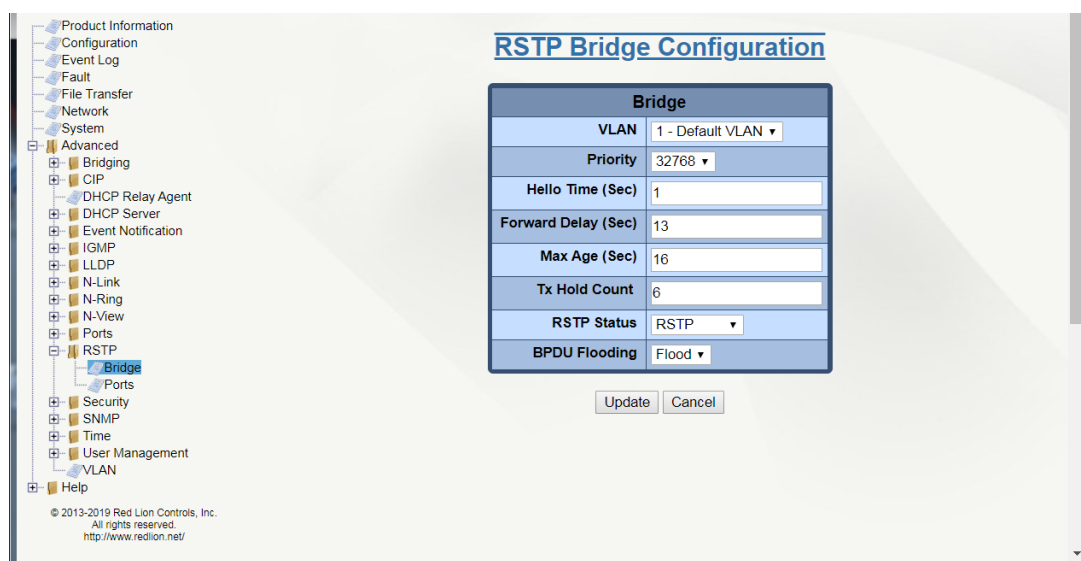 Product Information
Configuration
Event Log
Fault
File Transfer
Network
System
Advanced
Bridging
CIP
DHCP Relay Agent
DHCP Server
Event Notification
IGMP
LLDP
N-Link
N-Ring
N-View
Ports
RSTP
Bridge
Ports
Security
SNMP
Time
User Management
VLAN
Help
© 2013-2019 Red Lion Controls, Inc.
All rights reserved.
http://www.redlion.net/
RSTP Bridge Configuration
Bridge
VLAN 1 - Default VLAN
Priority 32768
Hello Time (Sec) 1
Forward Delay (Sec) 13
Max Age (Sec) 16
Tx Hold Count 6
RSTP Status RSTP
BPDU Flooding Flood
Update Cancel